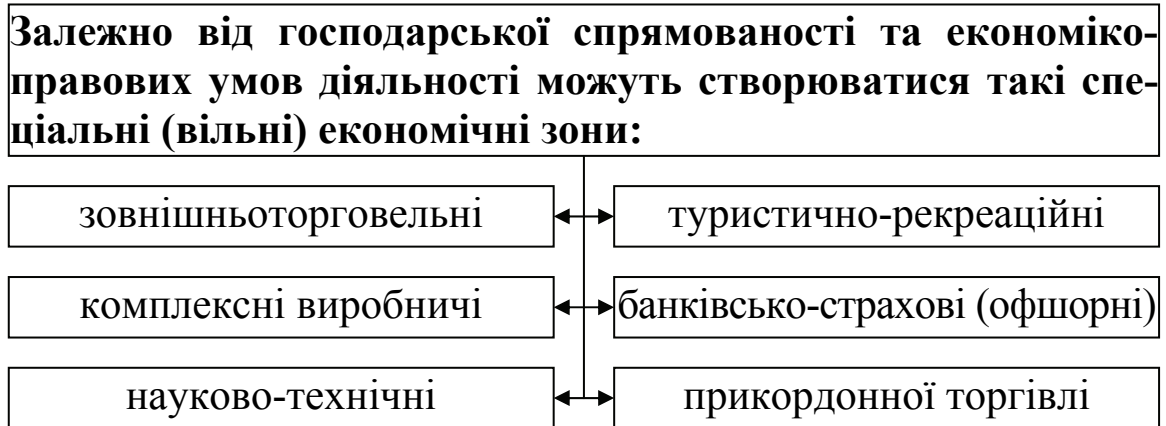 Залежно від господарської спрямованості та економіко-
правових умов діяльності можуть створюватися такі спе-
ціальні (вільні) економічні зони:
зовнішньоторговельні
туристично-рекреаційні
комплексні виробничі
банківсько-страхові (офшорні)
науково-технічні
прикордонної торгівлі